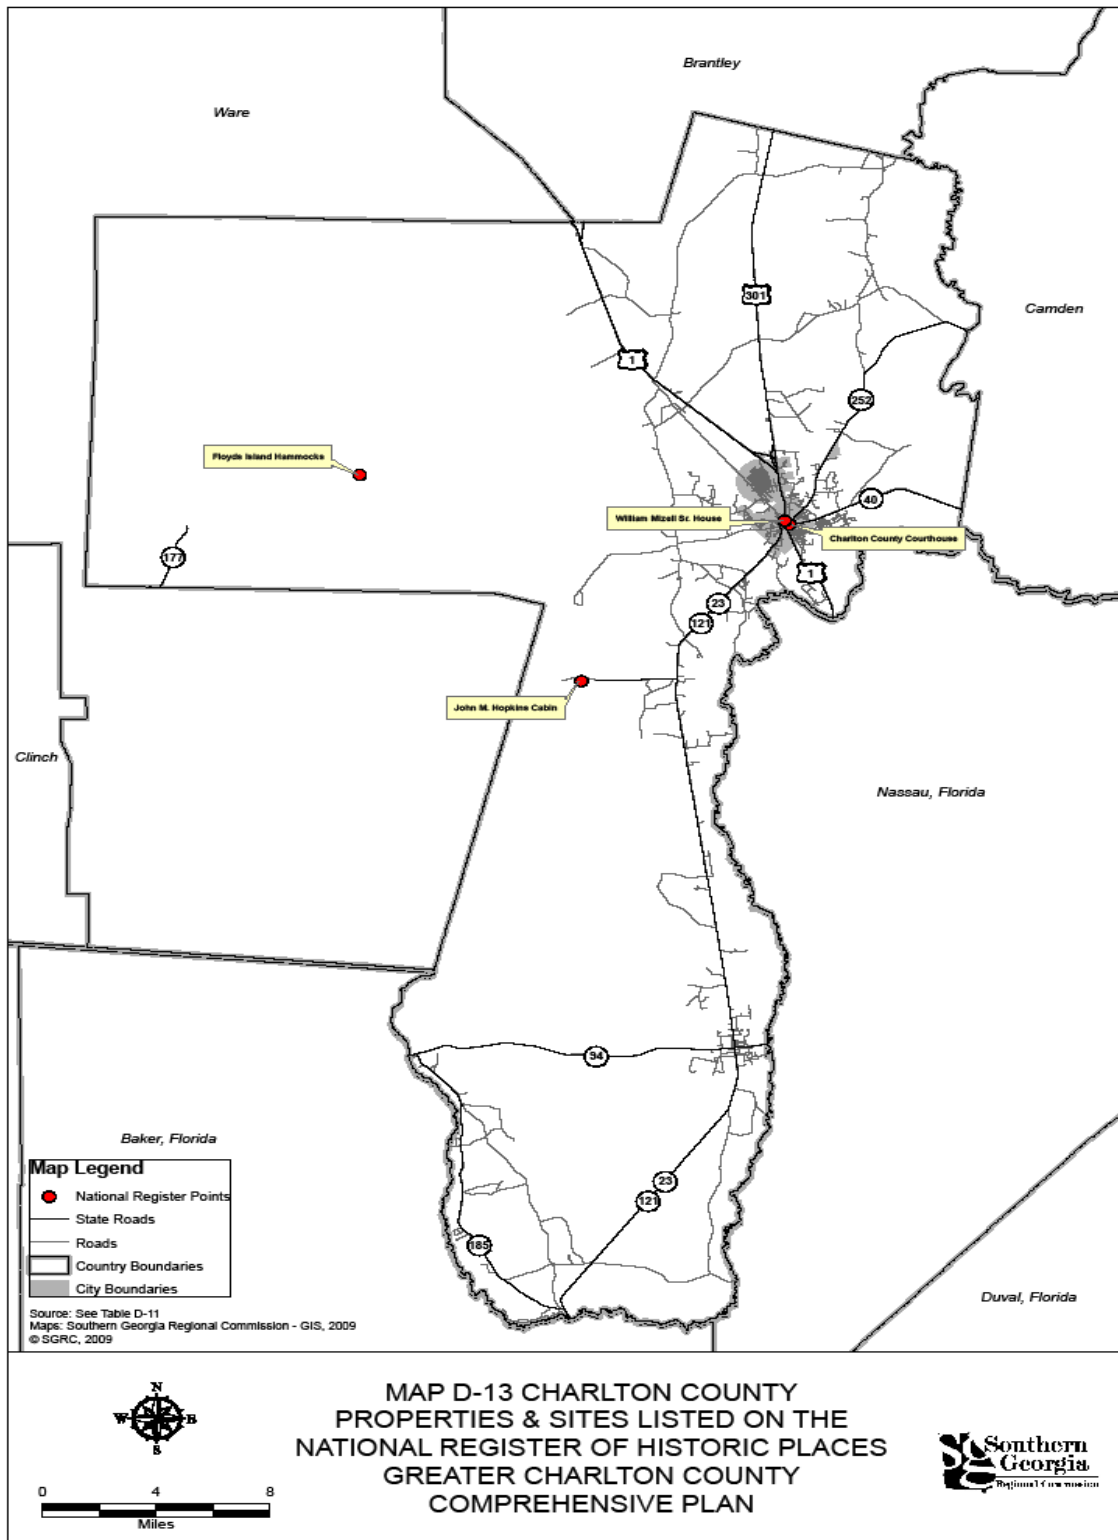 Brantley
Ware
Camden
301
1
252
Floyds Island Hammocks
40
William Mizell Sr. House
Charlton County Courthouse
177
1
23
121
John M. Hopkins Cabin
Clinch
Nassau, Florida
94
Baker, Florida
Map Legend
National Register Points
State Roads
Roads
Country Boundaries
City Boundaries
23
121
185
Duval, Florida
Source: See Table D-11
Maps: Southern Georgia Regional Commission - GIS, 2009
© SGRC, 2009
N
W E
S
0 4 8
Miles
MAP D-13 CHARLTON COUNTY
PROPERTIES & SITES LISTED ON THE
NATIONAL REGISTER OF HISTORIC PLACES
GREATER CHARLTON COUNTY
COMPREHENSIVE PLAN
Southern
Georgia
Regional Commission